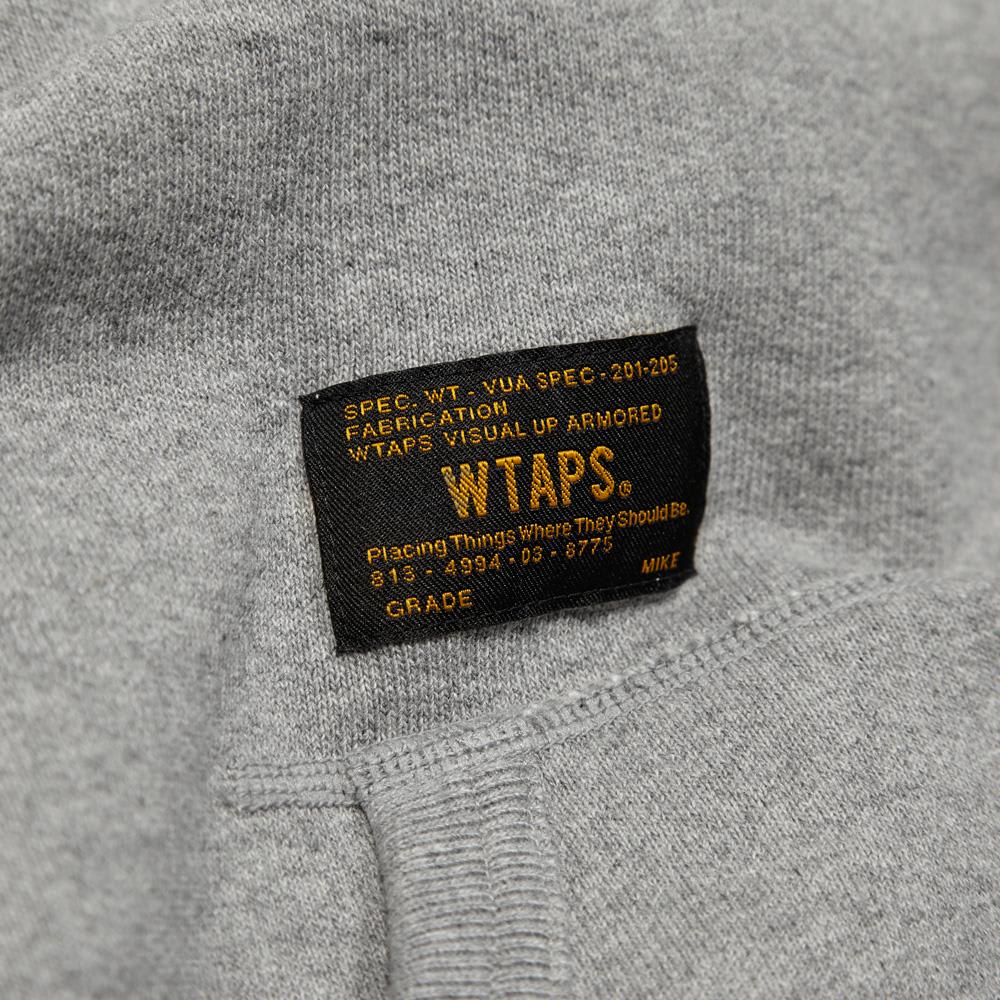 SPEC. WT - VUA SPEC - 201-205
FABRICATION
WTAPS VISUAL UP ARMORED
WTAPS®
Placing Things Where They Should Be.
813 - 4994 - 03 - 8775
MIKE
GRADE